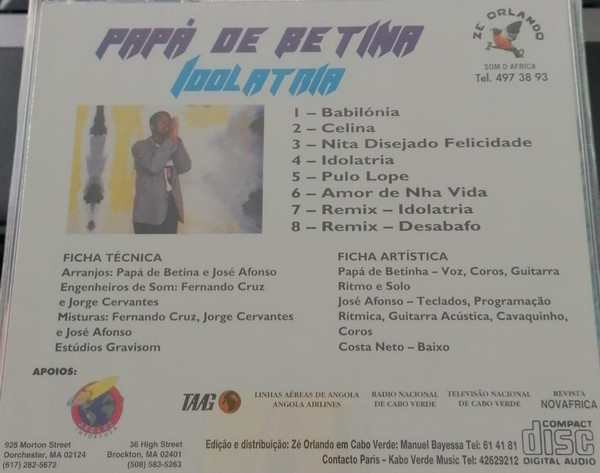 PAPÁ DE BETINA
IDOLATRIA
ZÉ ORLANDO
SOM D AFRICA
Tel. 497 38 93
1 – Babilónia
2 – Celina
3 – Nita Disejado Felicidade
4 – Idolatria
5 – Pulo Lope
6 – Amor de Nha Vida
7 – Remix – Idolatria
8 – Remix – Desabafo
FICHA TÉCNICA
Arranjos: Papá de Betina e José Afonso
Engenheiros de Som: Fernando Cruz
e Jorge Cervantes
Misturas: Fernando Cruz, Jorge Cervantes
e José Afonso
Estúdios Gravisom
FICHA ARTÍSTICA
Papá de Betinha – Voz, Coros, Guitarra
Ritmo e Solo
José Afonso – Teclados, Programação
Ritmica, Guitarra Acústica, Cavaquinho,
Coros
Costa Neto – Baixo
APOIOS:
TAAG
LINHAS AÉREAS DE ANGOLA
ANGOLA AIRLINES
RADIO NACIONAL
DE CABO VERDE
TELEVISÃO NACIONAL
DE CABO VERDE
REVISTA
NOVAFRICA
926 Morton Street
Dorchester, MA 02124
(617) 282-5672
36 High Street
Brockton, MA 02401
(508) 583-5263
Edição e distribuição: Zé Orlando em Cabo Verde: Manuel Bayessa Tel: 61 41 81
Contacto Paris – Kabo Verde Music Tel: 42629212
COMPACT
disc
DIGITAL AUDIO